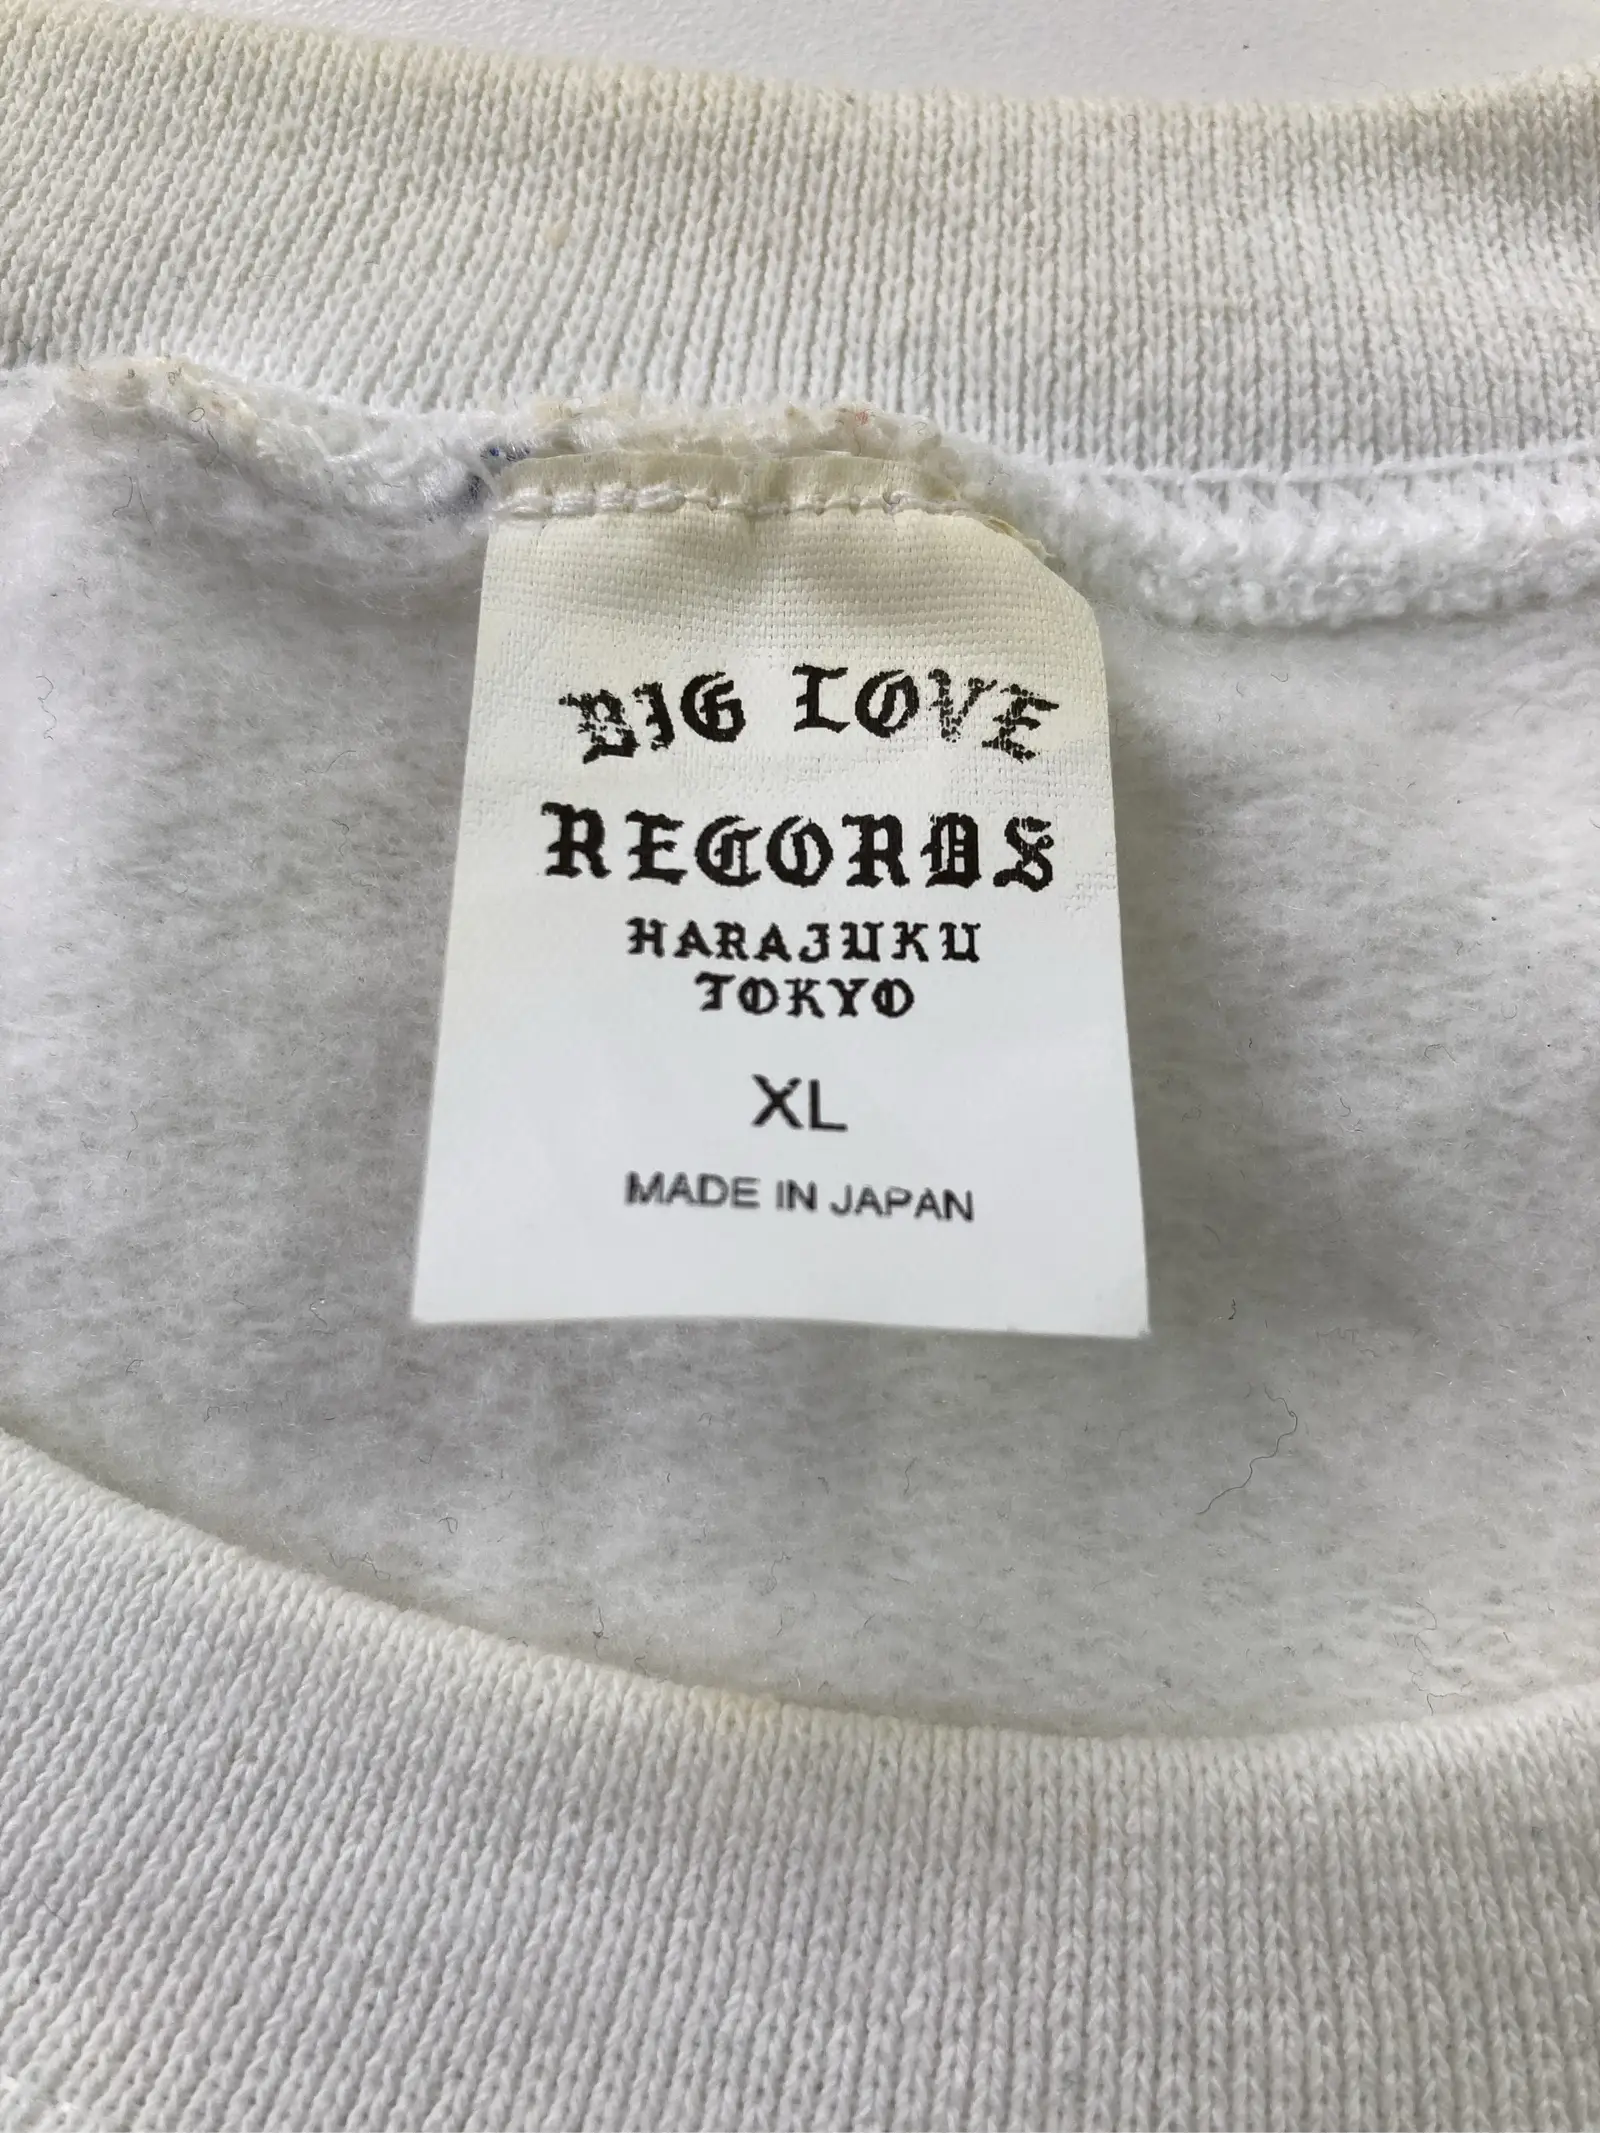 BIG LOVE
RECORDS
HARAJUKU
TOKYO
XL
MADE IN JAPAN